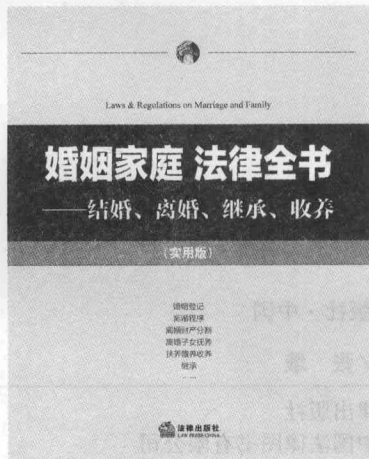 Laws & Regulations on Marriage and Family
婚姻家庭 法律全书
——结婚、离婚、继承、收养
(实用版)
婚姻登记
离婚程序
离婚财产分割
离婚子女抚养
扶养赡养收养
继承
……
法律出版社
LAW PRESS·CHINA